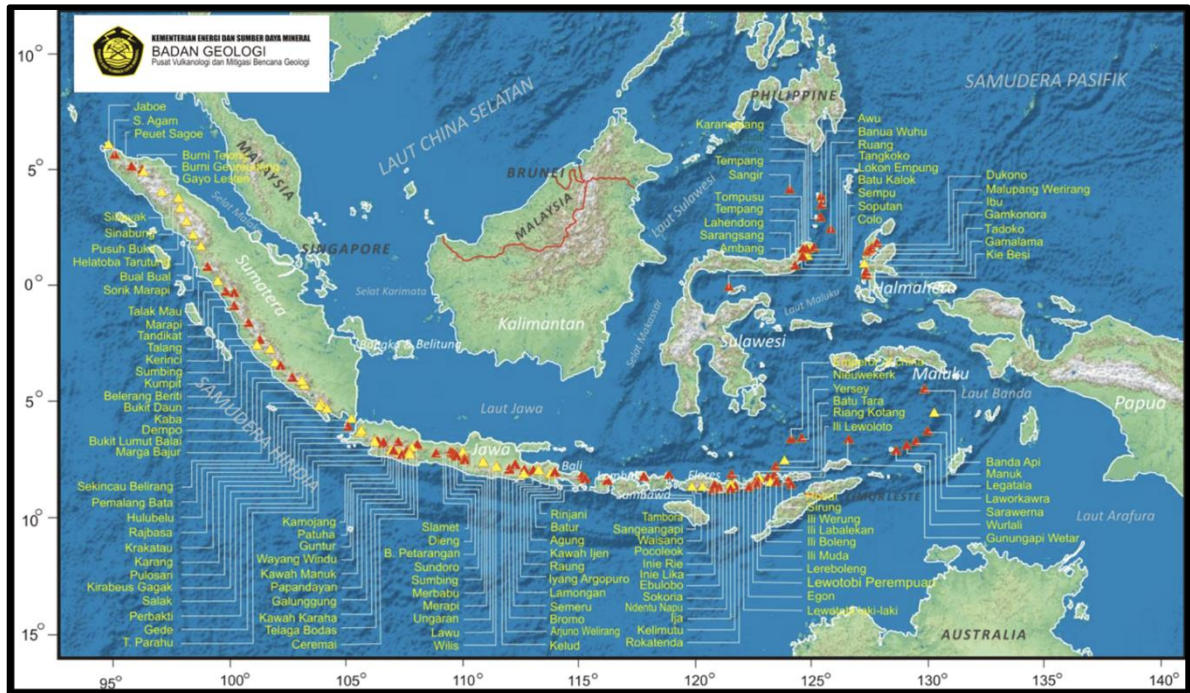 KEMENTERIAN ENERGI DAN SUMBER DAYA MINERAL
BADAN GEOLOGI
Pusat Vulkanologi dan Mitigasi Bencana Geologi
10°
5°
0°
5°
10°
15°
95°
100°
105°
110°
115°
120°
125°
130°
135°
140°
SAMUDERA PASIFIK
LAUT CHINA SELATAN
PHILIPPINE
BRUNEI
MALAYSIA
MALAYSIA
SINGAPORE
Selat Karimata
Laut Sulawesi
Selat Makassar
Laut Maluku
Laut Banda
Laut Jawa
Laut Arafura
SAMUDERA HINDIA
Sumatera
Kalimantan
Sulawesi
Halmahera
Maluku
Papua
Bangka & Belitung
Jawa
Bali
Flores
AUSTRALIA
Jaboe
S. Agam
Peuet Sagoe
Burni Telong
Gayo Lesten
Sibayak
Sinabung
Pusuh Bukit
Helatoba Tarutung
Bual Bual
Sorik Marapi
Talak Mau
Marapi
Tandikat
Talang
Kerinci
Sumbing
Kumpit
Belerang Beriti
Bukit Daun
Kaba
Dempo
Bukit Lumut Balai
Marga Bajur
Sekincau Belirang
Pemalang Bata
Hulubelu
Rajbasa
Krakatau
Karang
Pulosari
Kirabeus Gagak
Salak
Perbakti
Gede
T. Parahu
Kamojang
Patuha
Guntur
Wayang Windu
Kawah Manuk
Papandayan
Galunggung
Kawah Karaha
Telaga Bodas
Ceremai
Slamet
Dieng
B. Petarangan
Sundoro
Sumbing
Merbabu
Merapi
Ungaran
Lawu
Wilis
Rinjani
Batur
Agung
Kawah Ijen
Raung
Iyang Argopuro
Lamongan
Semeru
Bromo
Arjuno Welirang
Kelud
Tambora
Sangeangapi
Waisano
Pocoleok
Inie Rie
Inie Lika
Ebulobo
Sokoria
Ndentu Napu
Ija
Kelimutu
Rokatenda
Sirung
Ili Werung
Ili Labalekan
Ili Boleng
Ili Muda
Lereboleng
Lewotobi Perempuan
Egon
Karangetang
Tempang
Sangir
Tompusu
Tempang
Lahendong
Sarangsang
Ambang
Awu
Banua Wuhu
Ruang
Tangkoko
Lokon Empung
Batu Kalok
Sempu
Soputan
Colo
Dukono
Malupang Werirang
Ibu
Gamkonora
Tadoko
Gamalama
Kie Besi
Nieuwekerk
Yersey
Batu Tara
Riang Kotang
Ili Lewoloto
Banda Api
Manuk
Legatala
Laworkawra
Sarawerna
Wurlali
Gunungapi Wetar